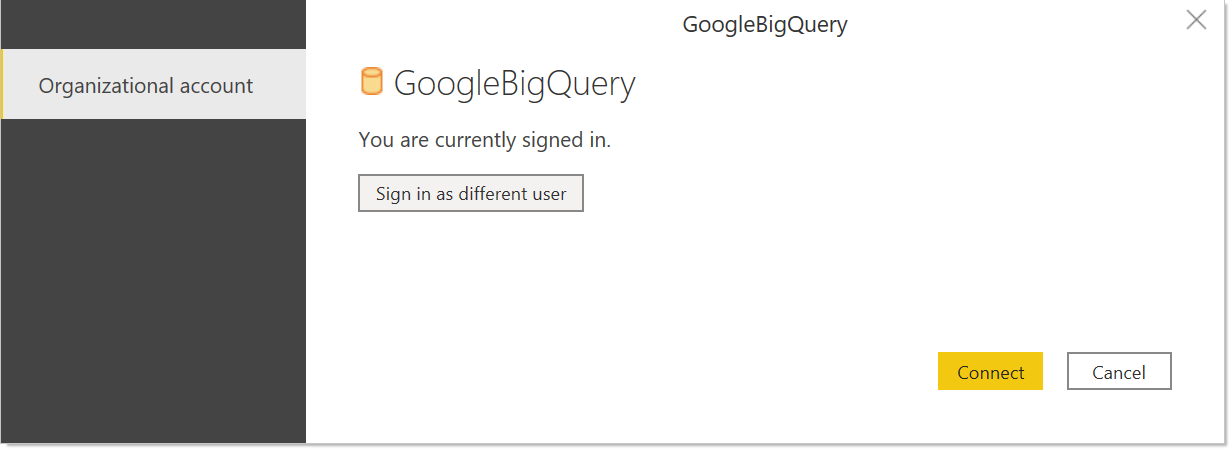 GoogleBigQuery
Organizational account
GoogleBigQuery
You are currently signed in.
Sign in as different user
Connect
Cancel